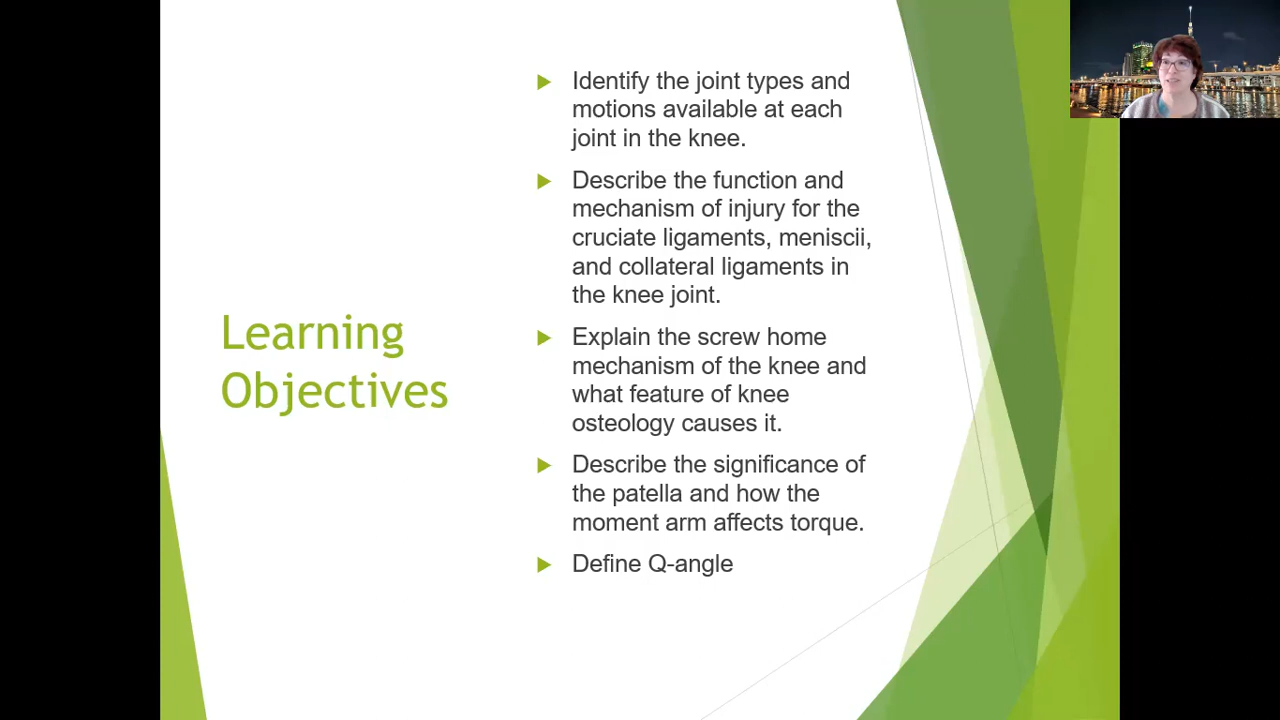 Learning
Objectives
Identify the joint types and
motions available at each
joint in the knee.
Describe the function and
mechanism of injury for the
cruciate ligaments, meniscii,
and collateral ligaments in
the knee joint.
Explain the screw home
mechanism of the knee and
what feature of knee
osteology causes it.
Describe the significance of
the patella and how the
moment arm affects torque.
Define Q-angle